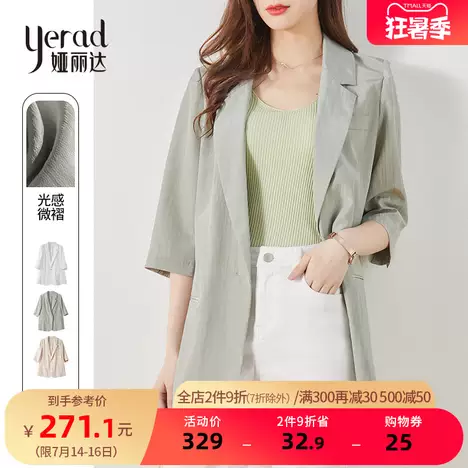 yerad
娅丽达
TMALL天猫
狂暑季
光感
微褶
全店2件9折(7折除外)/满300再减30 500减50
到手参考价
¥271.1元
(限7月14-16日)
活动价
329
-
2件9折省
32.9
-
购物券
25